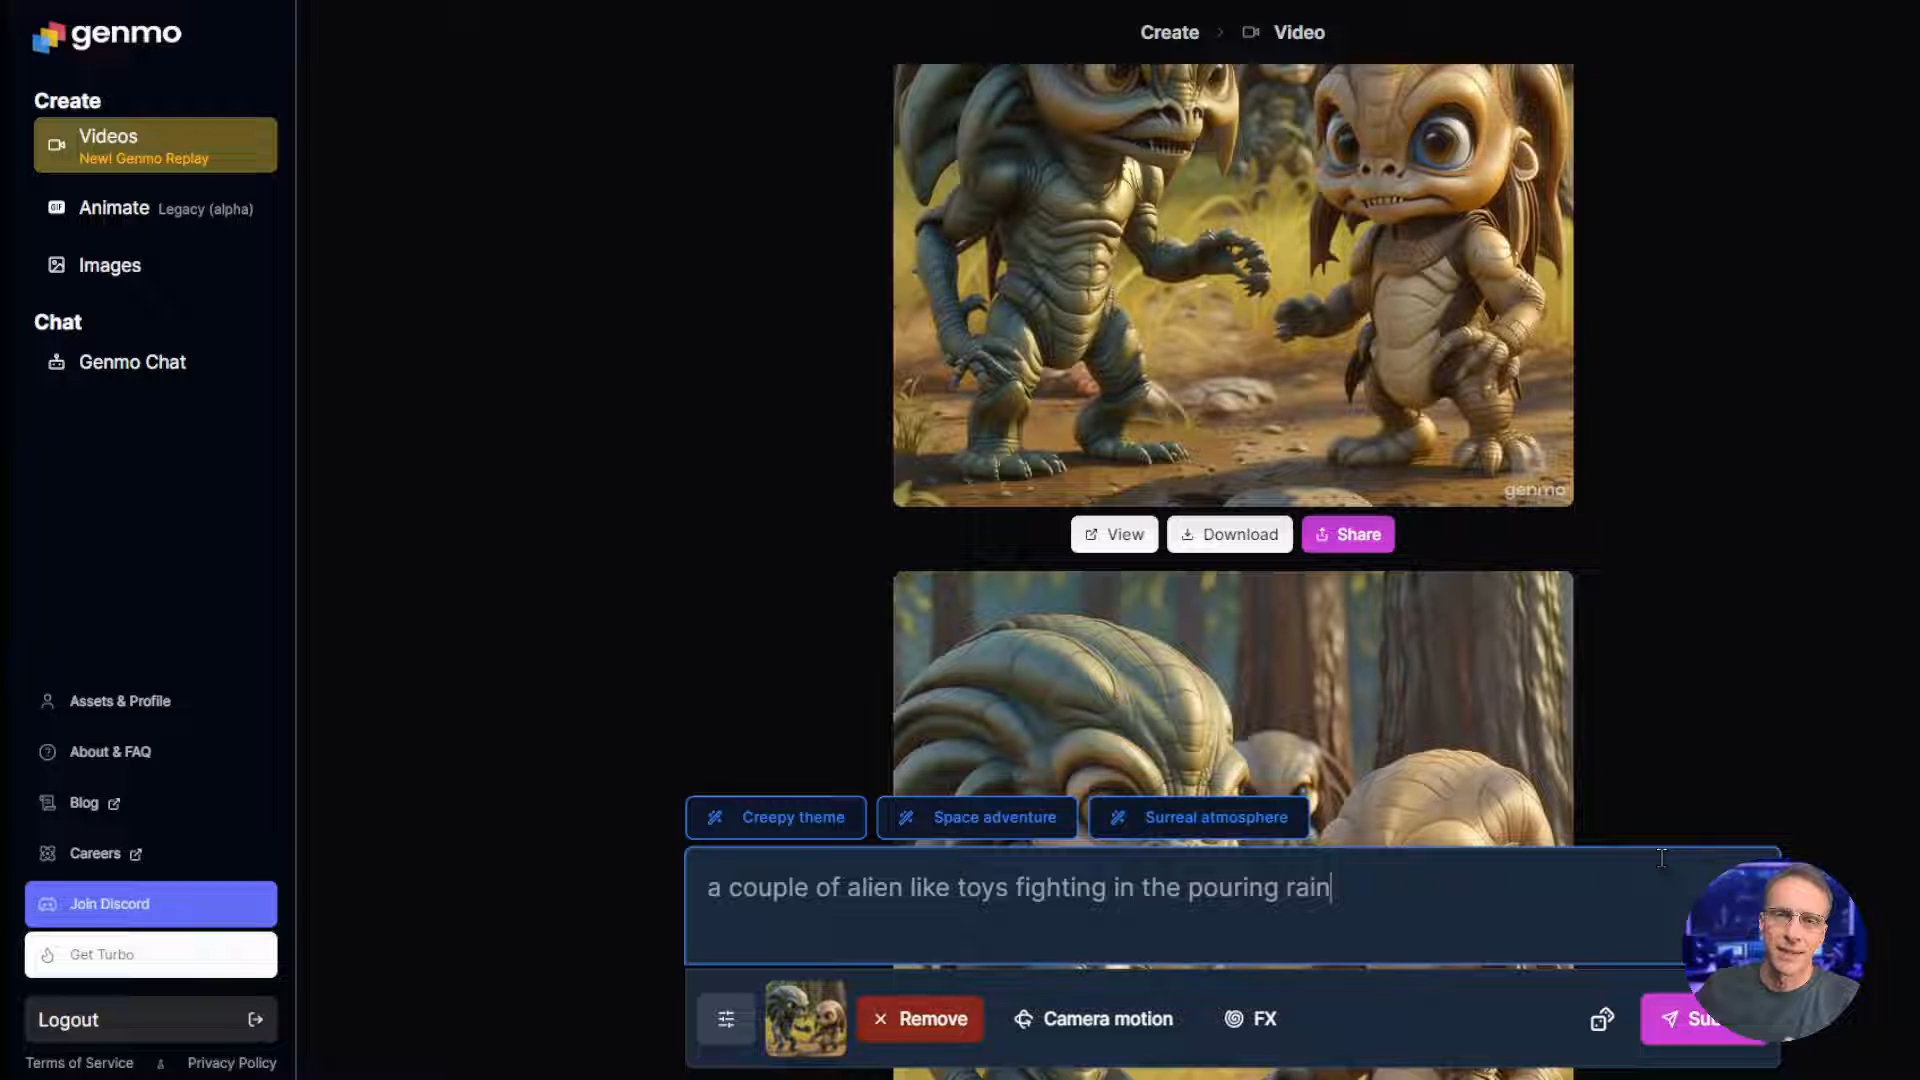 genmo
Create
Videos
New! Genmo Replay
GIF
Animate Legacy (alpha)
Images
Chat
Genmo Chat
Assets & Profile
About & FAQ
Blog
Careers
Join Discord
Get Turbo
Logout
Terms of Service
Privacy Policy
Create > Video
genmo
View
Download
Share
Creepy theme
Space adventure
Surreal atmosphere
a couple of alien like toys fighting in the pouring rain
Remove
Camera motion
FX